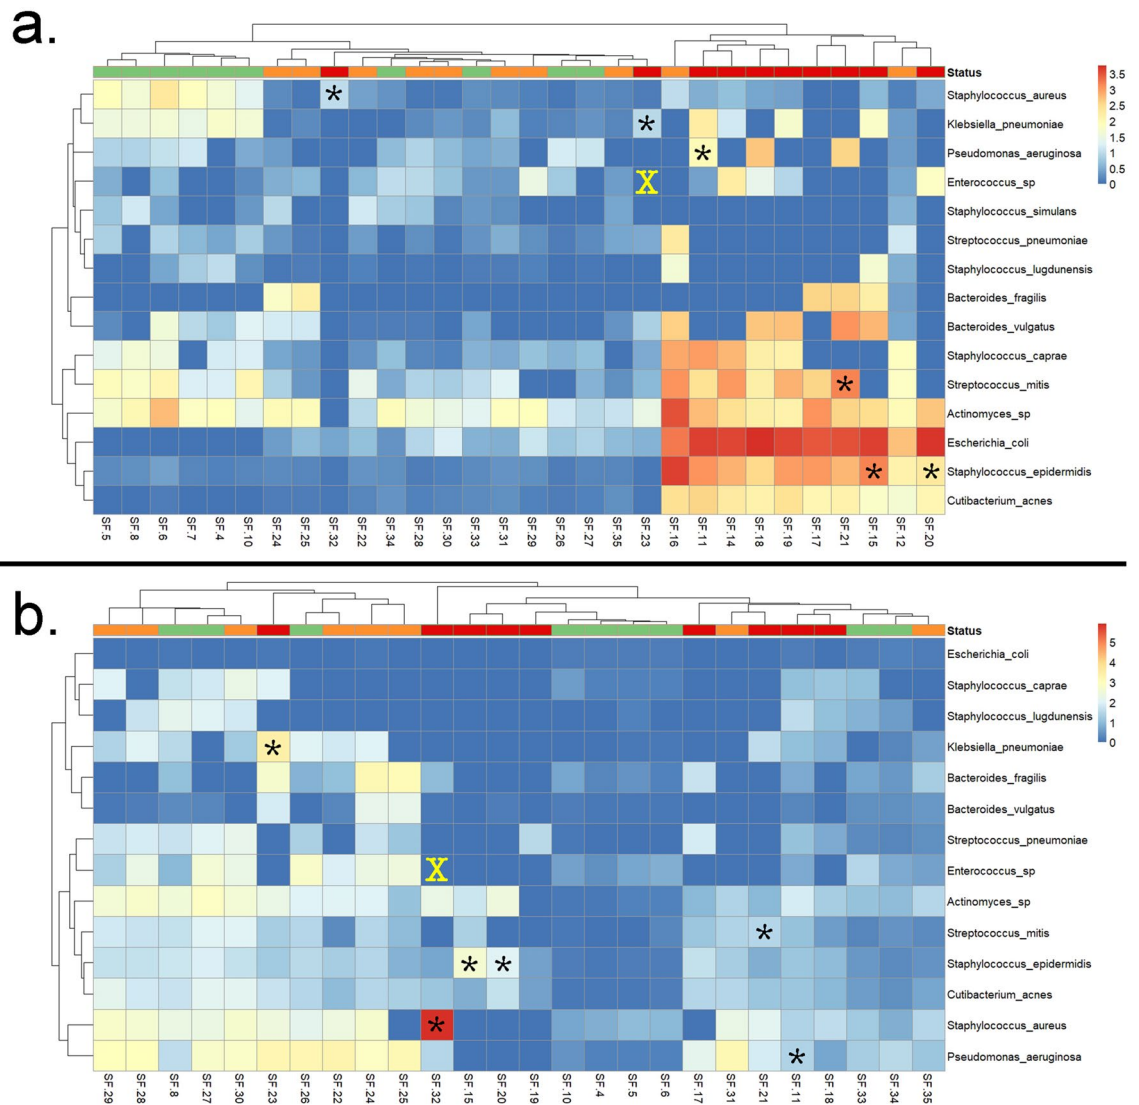 a.
Status
Staphylococcus_aureus
Klebsiella_pneumoniae
Pseudomonas_aeruginosa
Enterococcus_sp
Staphylococcus_simulans
Streptococcus_pneumoniae
Staphylococcus_lugdunensis
Bacteroides_fragilis
Bacteroides_vulgatus
Staphylococcus_caprae
Streptococcus_mitis
Actinomyces_sp
Escherichia_coli
Staphylococcus_epidermidis
Cutibacterium_acnes
3.5
3
2.5
2
1.5
1
0.5
0
*
*
*
X
*
* *
SF.5 SF.8 SF.6 SF.7 SF.4 SF.10 SF.24 SF.25 SF.32 SF.22 SF.34 SF.28 SF.30 SF.33 SF.31 SF.29 SF.26 SF.27 SF.35 SF.23 SF.16 SF.11 SF.14 SF.18 SF.19 SF.17 SF.21 SF.15 SF.12 SF.20
b.
Status
Escherichia_coli
Staphylococcus_caprae
Staphylococcus_lugdunensis
Klebsiella_pneumoniae
Bacteroides_fragilis
Bacteroides_vulgatus
Streptococcus_pneumoniae
Enterococcus_sp
Actinomyces_sp
Streptococcus_mitis
Staphylococcus_epidermidis
Cutibacterium_acnes
Staphylococcus_aureus
Pseudomonas_aeruginosa
5
4
3
2
1
0
*
X
*
* *
*
*
SF.29 SF.28 SF.8 SF.27 SF.30 SF.23 SF.26 SF.22 SF.24 SF.25 SF.32 SF.15 SF.20 SF.19 SF.10 SF.4 SF.5 SF.6 SF.17 SF.31 SF.21 SF.11 SF.18 SF.33 SF.34 SF.35